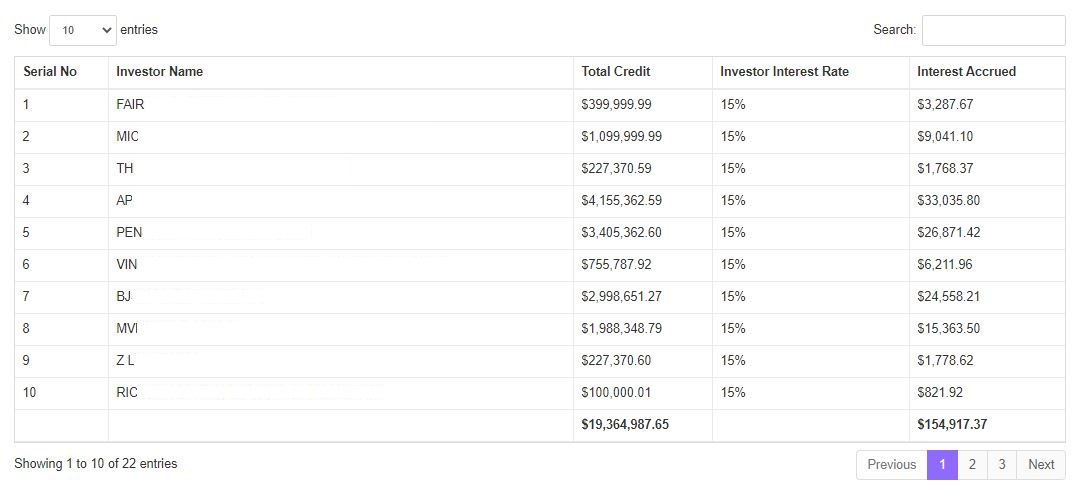 Show 10 entries Search:
Serial No Investor Name Total Credit Investor Interest Rate Interest Accrued
1 FAIR $399,999.99 15% $3,287.67
2 MIC $1,099,999.99 15% $9,041.10
3 TH $227,370.59 15% $1,768.37
4 AP $4,155,362.59 15% $33,035.80
5 PEN $3,405,362.60 15% $26,871.42
6 VIN $755,787.92 15% $6,211.96
7 BJ $2,998,651.27 15% $24,558.21
8 MVI $1,988,348.79 15% $15,363.50
9 Z L $227,370.60 15% $1,778.62
10 RIC $100,000.01 15% $821.92
$19,364,987.65 $154,917.37
Showing 1 to 10 of 22 entries Previous 1 2 3 Next